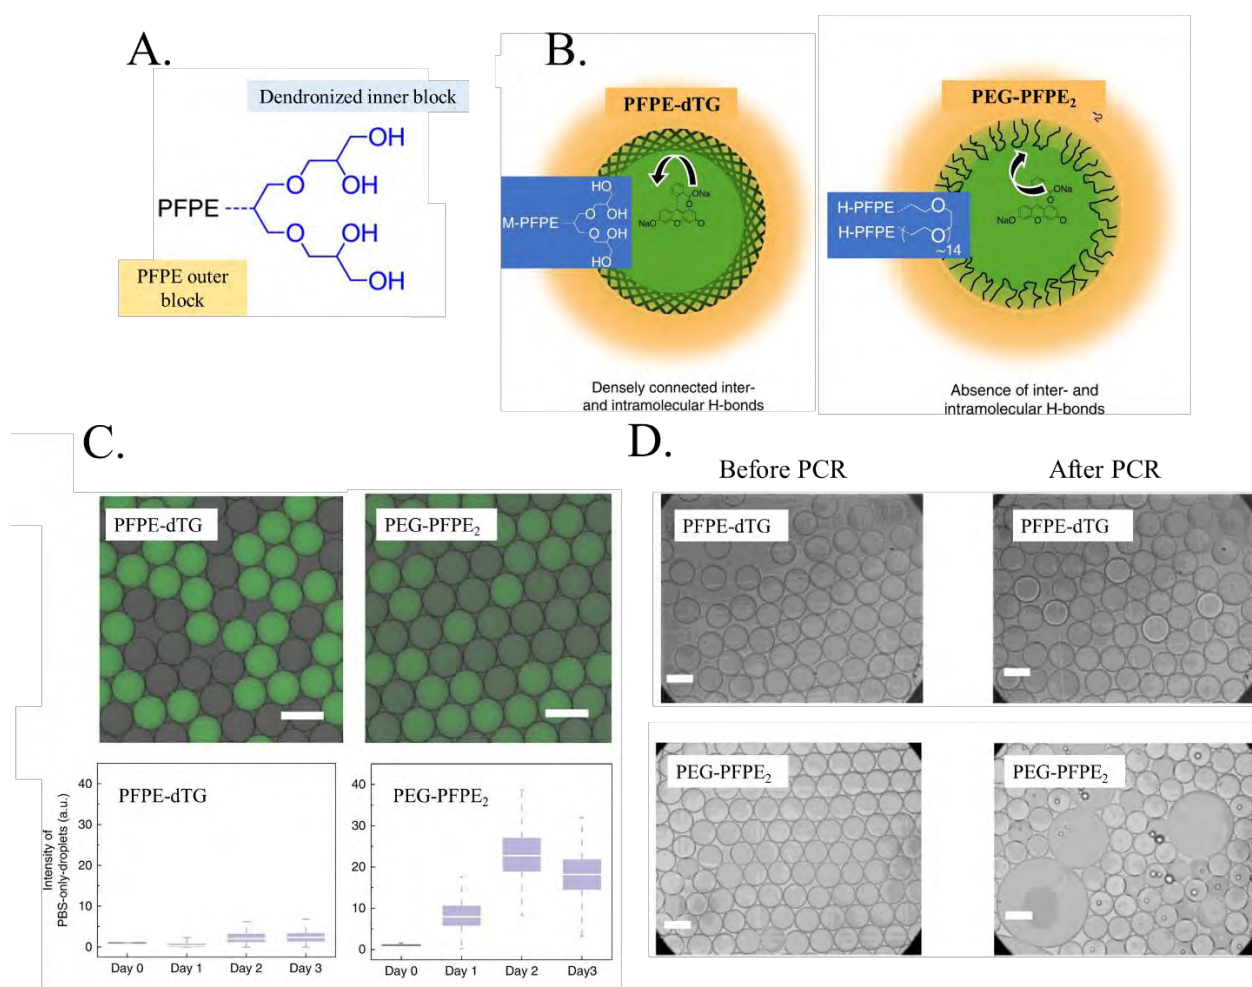 A.
Dendronized inner block
OH
O
OH
PFPE
OH
O
OH
PFPE outer
block
B.
PFPE-dTG
HO
O
OH
M-PFPE
O
OH
HO
ONa
O
NaO
O
O
Densely connected inter-
and intramolecular H-bonds
PEG-PFPE₂
~2
H-PFPE
O
H-PFPE
O
~14
ONa
O
NaO
O
O
Absence of inter- and
intramolecular H-bonds
C.
PFPE-dTG
PEG-PFPE₂
Intensity of
PBS-only-droplets (a.u.)
40
30
20
10
0
PFPE-dTG
Day 0 Day 1 Day 2 Day 3
40
30
20
10
0
PEG-PFPE₂
Day 0 Day 1 Day 2 Day3
D.
Before PCR
After PCR
PFPE-dTG
PFPE-dTG
PEG-PFPE₂
PEG-PFPE₂